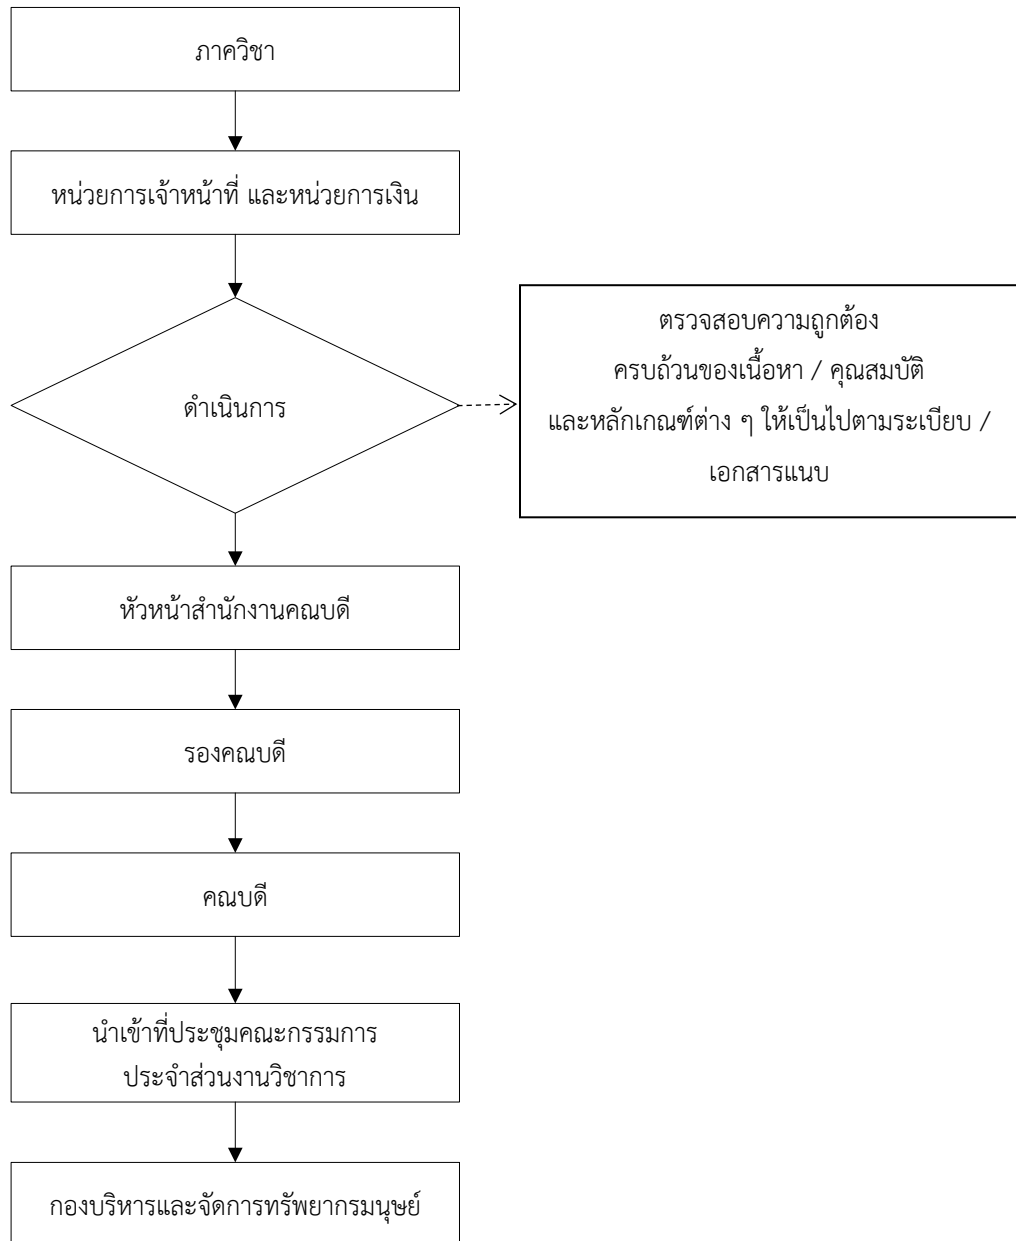 ภาควิชา
หน่วยการเจ้าหน้าที่ และหน่วยการเงิน
ดำเนินการ
ตรวจสอบความถูกต้อง
ครบถ้วนของเนื้อหา / คุณสมบัติ
และหลักเกณฑ์ต่าง ๆ ให้เป็นไปตามระเบียบ /
เอกสารแนบ
หัวหน้าสำนักงานคณบดี
รองคณบดี
คณบดี
นำเข้าที่ประชุมคณะกรรมการ
ประจำส่วนงานวิชาการ
กองบริหารและจัดการทรัพยากรมนุษย์